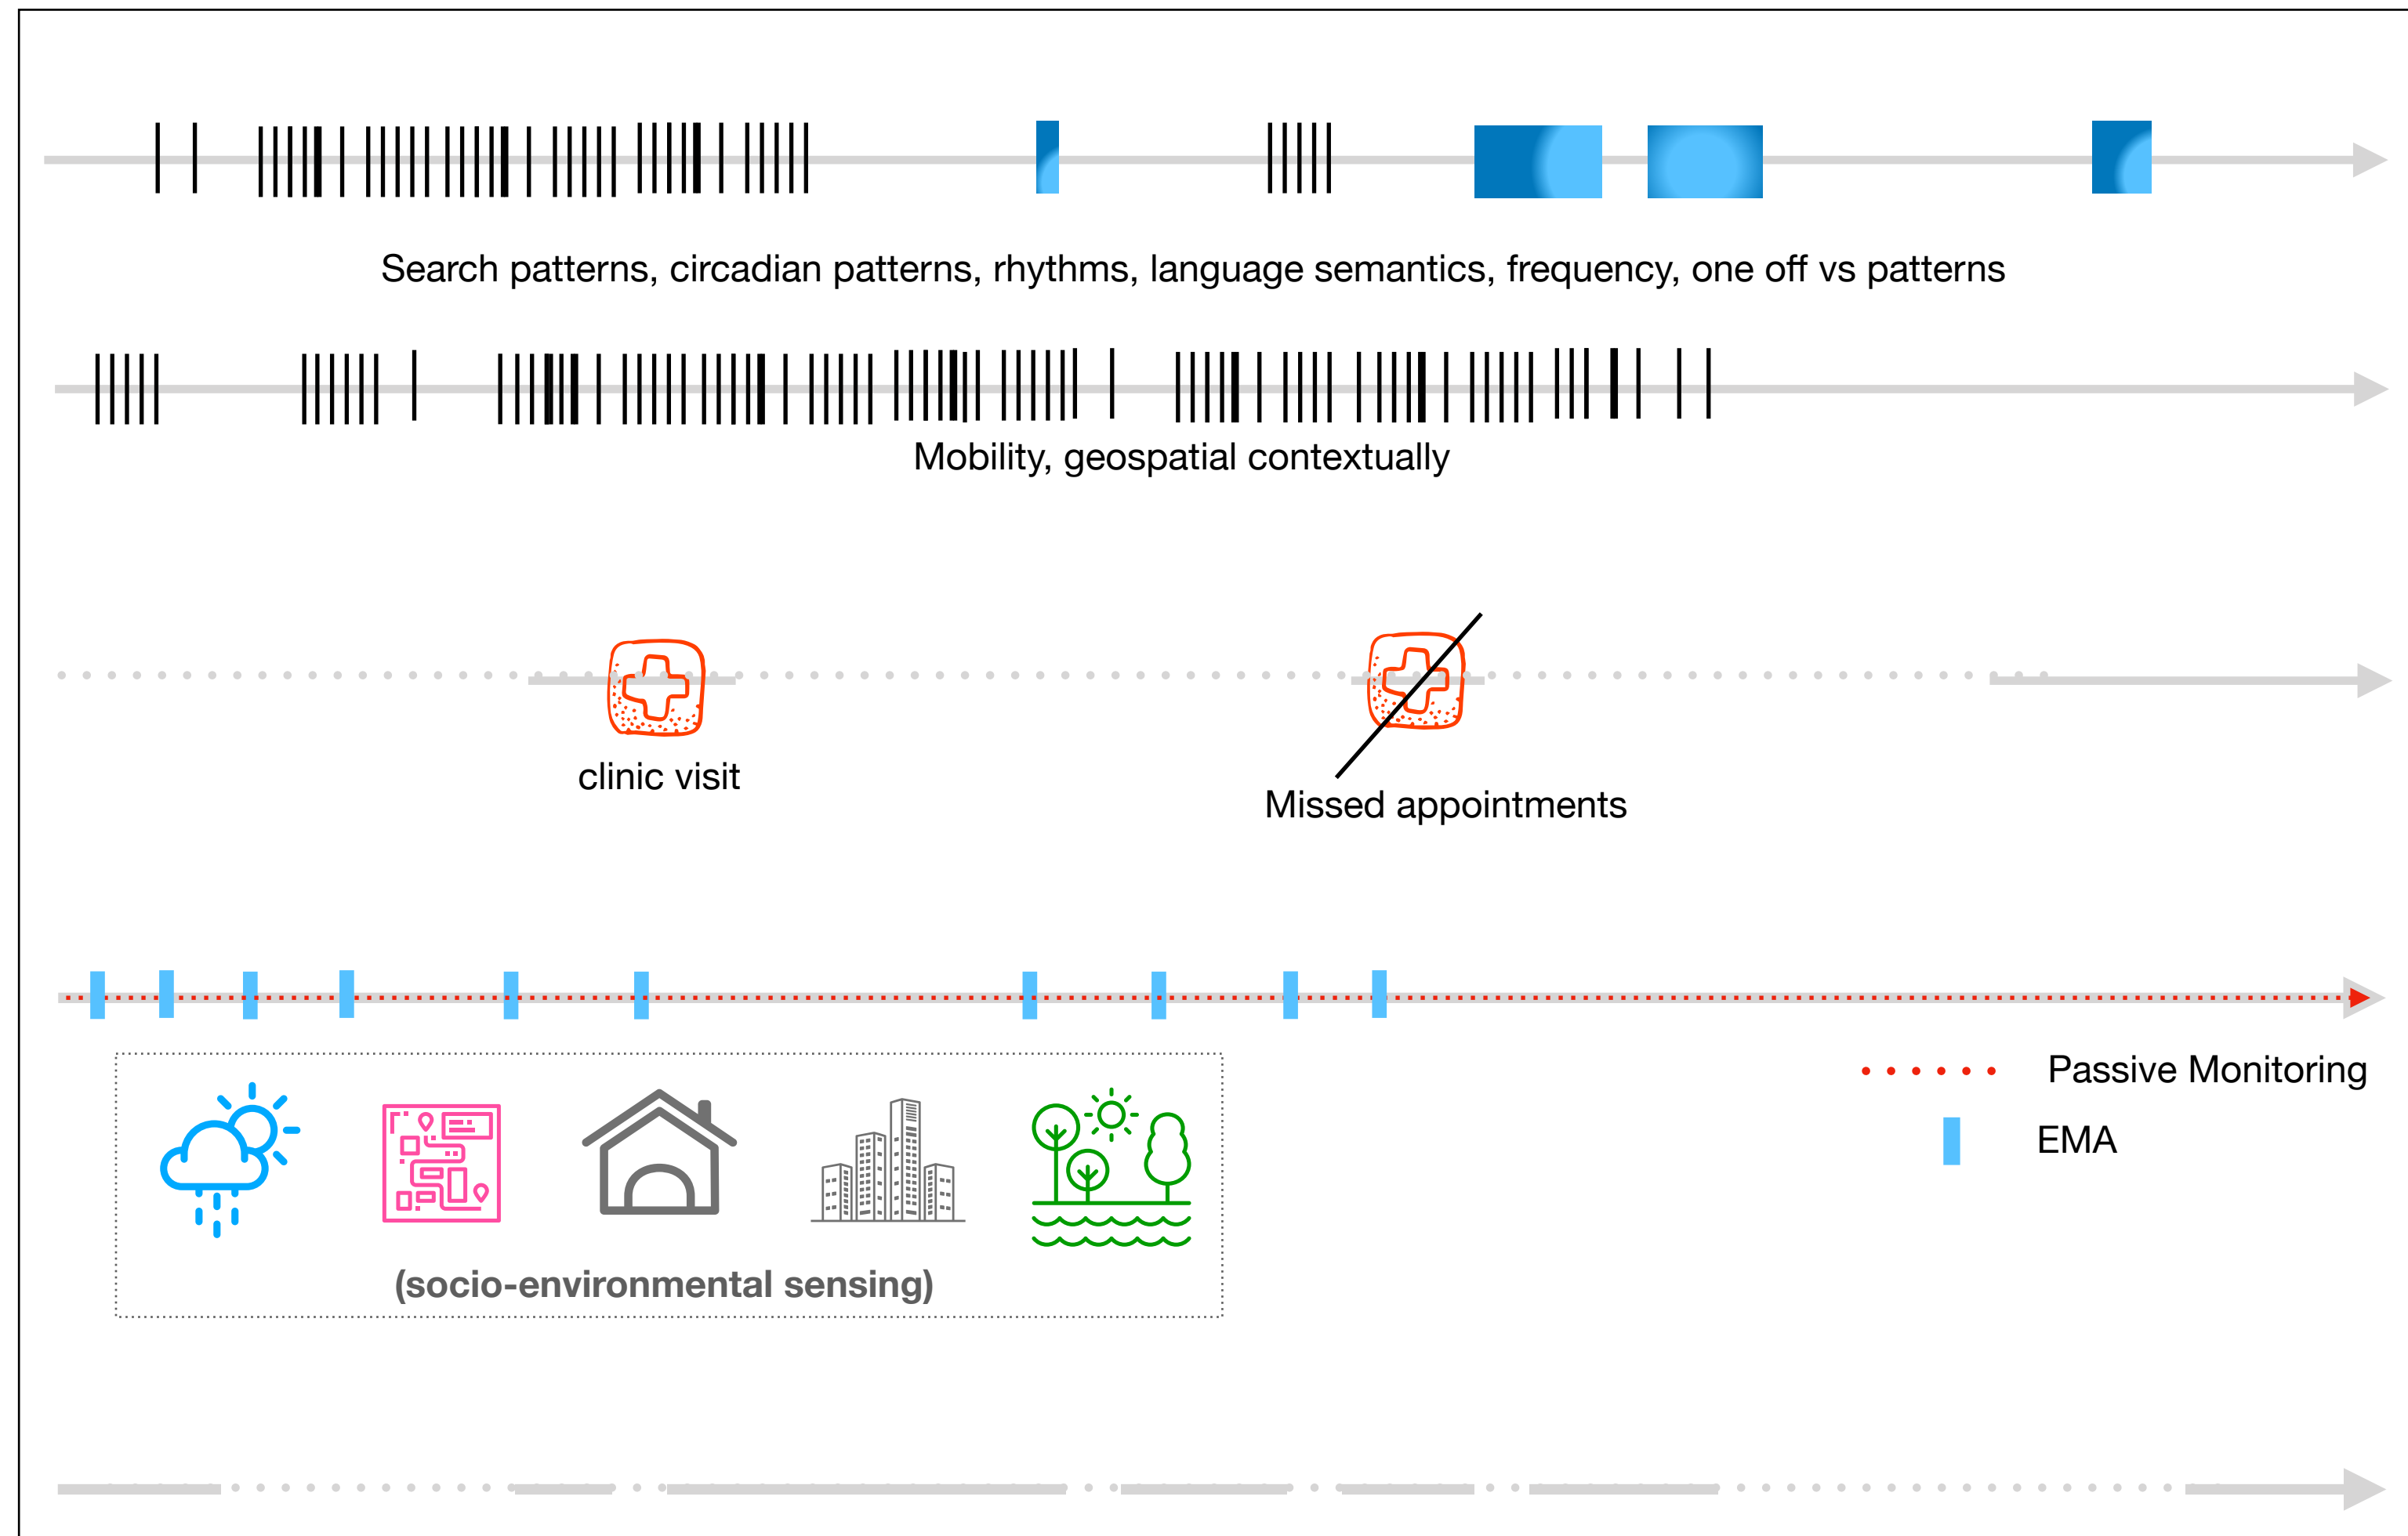 Search patterns, circadian patterns, rhythms, language semantics, frequency, one off vs patterns
Mobility, geospatial contextually
clinic visit
Missed appointments
Passive Monitoring
EMA
(socio-environmental sensing)